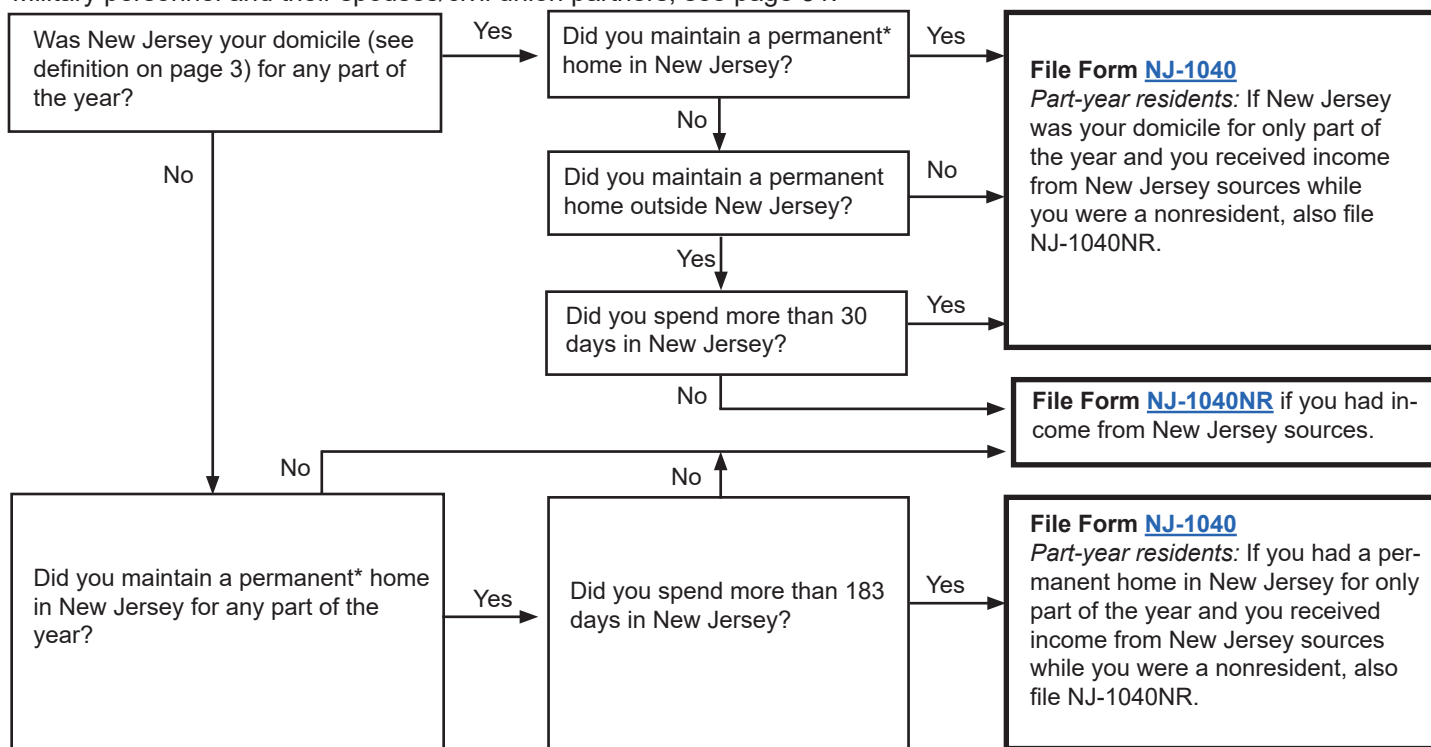 Was New Jersey your domicile (see
definition on page 3) for any part of
the year?
Yes
Did you maintain a permanent*
home in New Jersey?
Yes
File Form NJ-1040
Part-year residents: If New Jersey
was your domicile for only part of
the year and you received income
from New Jersey sources while
you were a nonresident, also file
NJ-1040NR.
No
No
Did you maintain a permanent
home outside New Jersey?
No
Yes
Did you spend more than 30
days in New Jersey?
Yes
No
File Form NJ-1040NR if you had in-
come from New Jersey sources.
No
No
Did you maintain a permanent* home
in New Jersey for any part of the
year?
Yes
Did you spend more than 183
days in New Jersey?
Yes
File Form NJ-1040
Part-year residents: If you had a per-
manent home in New Jersey for only
part of the year and you received
income from New Jersey sources
while you were a nonresident, also
file NJ-1040NR.